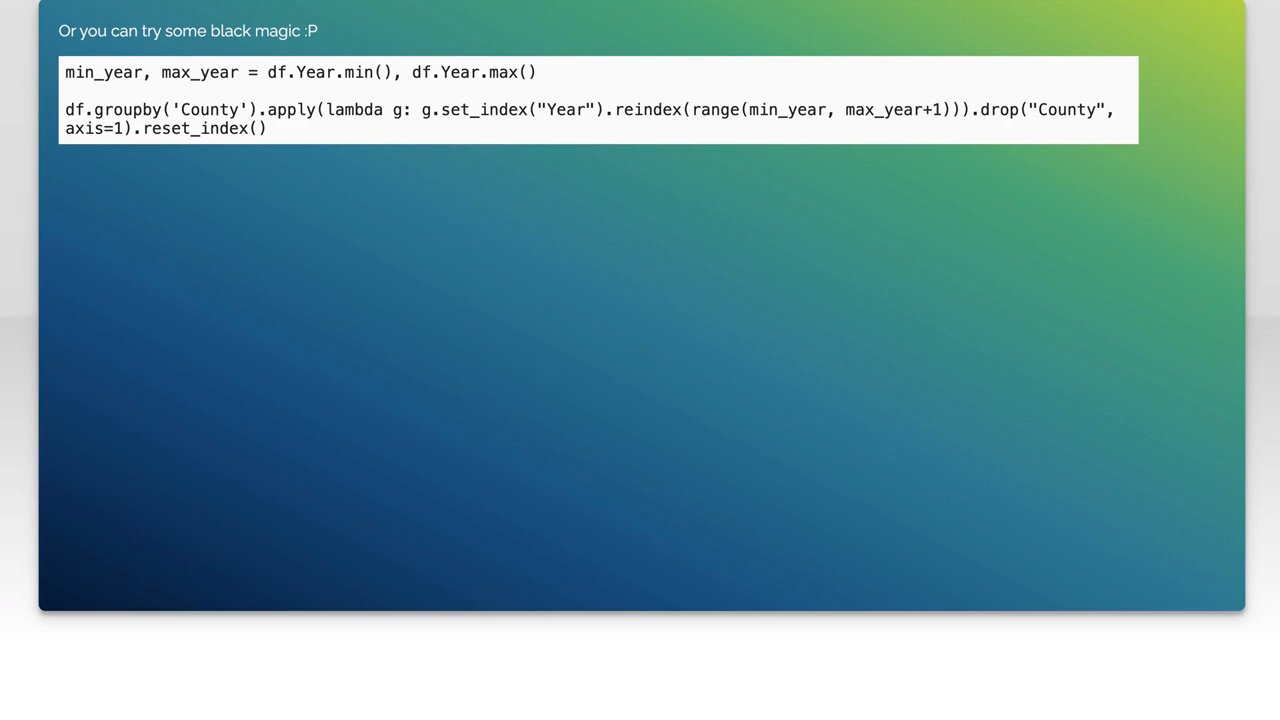 Or you can try some black magic :P
min_year, max_year = df.Year.min(), df.Year.max()
df.groupby('County').apply(lambda g: g.set_index("Year").reindex(range(min_year, max_year+1))).drop("County",
axis=1).reset_index()